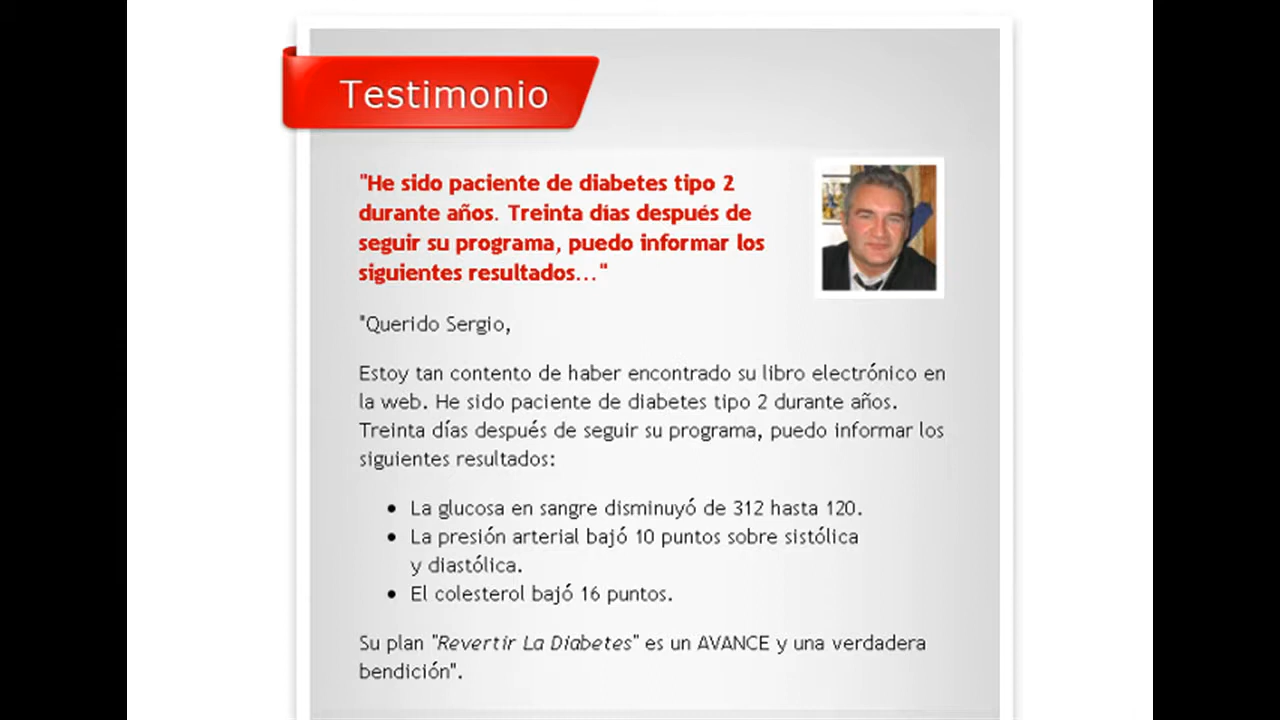 Testimonio
"He sido paciente de diabetes tipo 2
durante años. Treinta días después de
seguir su programa, puedo informar los
siguientes resultados..."
"Querido Sergio,
Estoy tan contento de haber encontrado su libro electrónico en
la web. He sido paciente de diabetes tipo 2 durante años.
Treinta días después de seguir su programa, puedo informar los
siguientes resultados:
• La glucosa en sangre disminuyó de 312 hasta 120.
• La presión arterial bajó 10 puntos sobre sistólica
y diastólica.
• El colesterol bajó 16 puntos.
Su plan "Revertir La Diabetes" es un AVANCE y una verdadera
bendición".